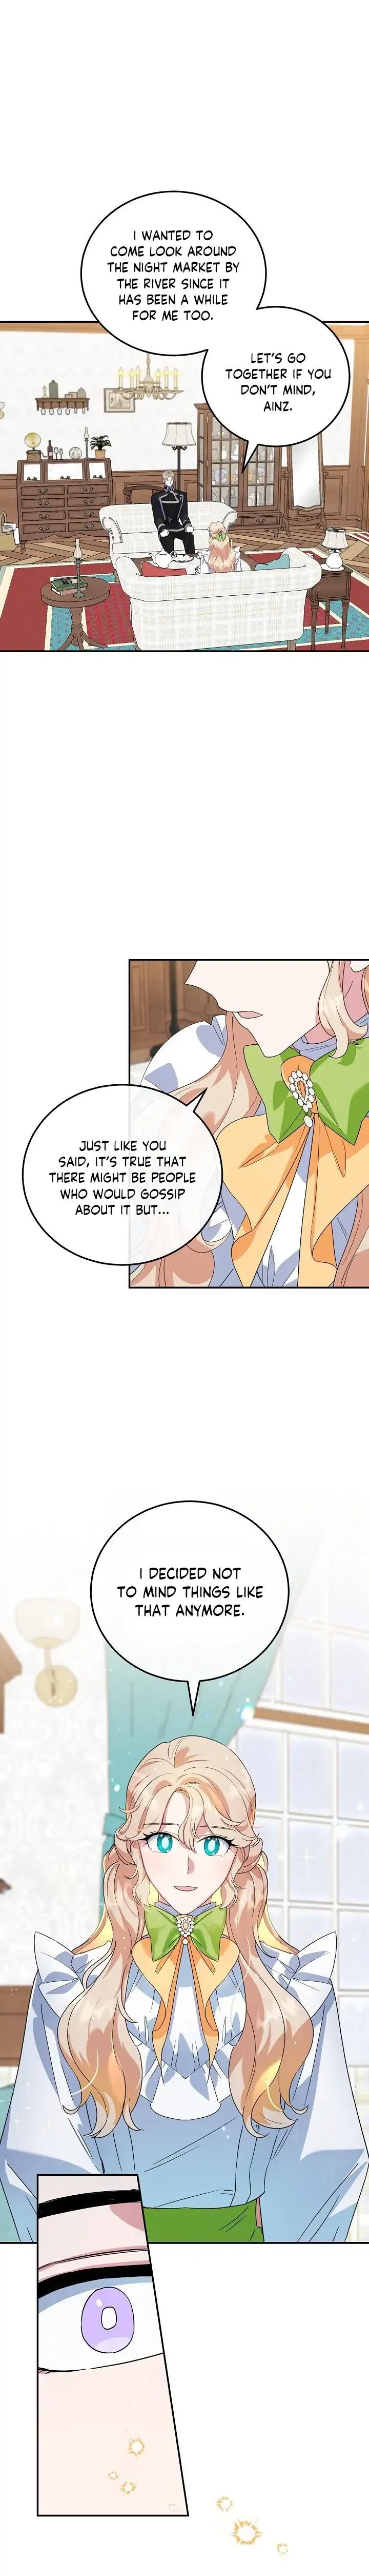 I WANTED TO
COME LOOK AROUND
THE NIGHT MARKET BY
THE RIVER SINCE IT
HAS BEEN A WHILE
FOR ME TOO.
LET'S GO
TOGETHER IF YOU
DON'T MIND,
AINZ.
JUST LIKE YOU
SAID, IT'S TRUE THAT
THERE MIGHT BE PEOPLE
WHO WOULD GOSSIP
ABOUT IT BUT...
I DECIDED NOT
TO MIND THINGS LIKE
THAT ANYMORE.